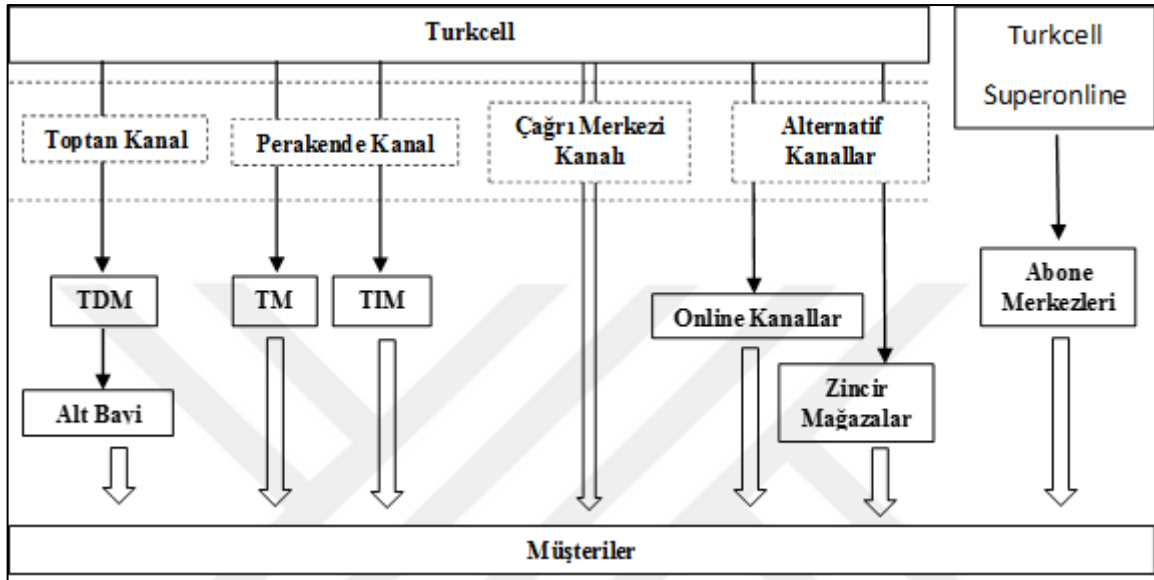 Turkcell
Turkcell
Superonline
Toptan Kanal
Perakende Kanal
Çağrı Merkezi
Kanalı
Alternatif
Kanallar
TDM
TM
TIM
Online Kanallar
Abone
Merkezleri
Alt Bayi
Zincir
Mağazalar
Müşteriler